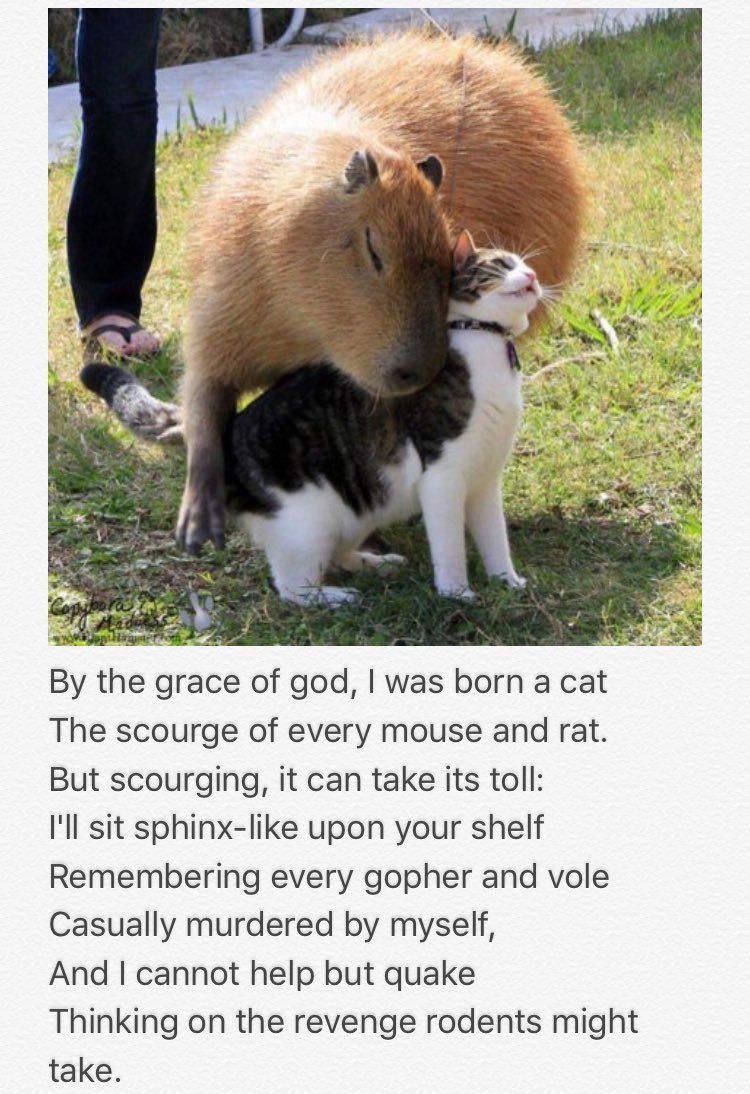 Capybara
Madness
By the grace of god, I was born a cat
The scourge of every mouse and rat.
But scourging, it can take its toll:
I'll sit sphinx-like upon your shelf
Remembering every gopher and vole
Casually murdered by myself,
And I cannot help but quake
Thinking on the revenge rodents might
take.